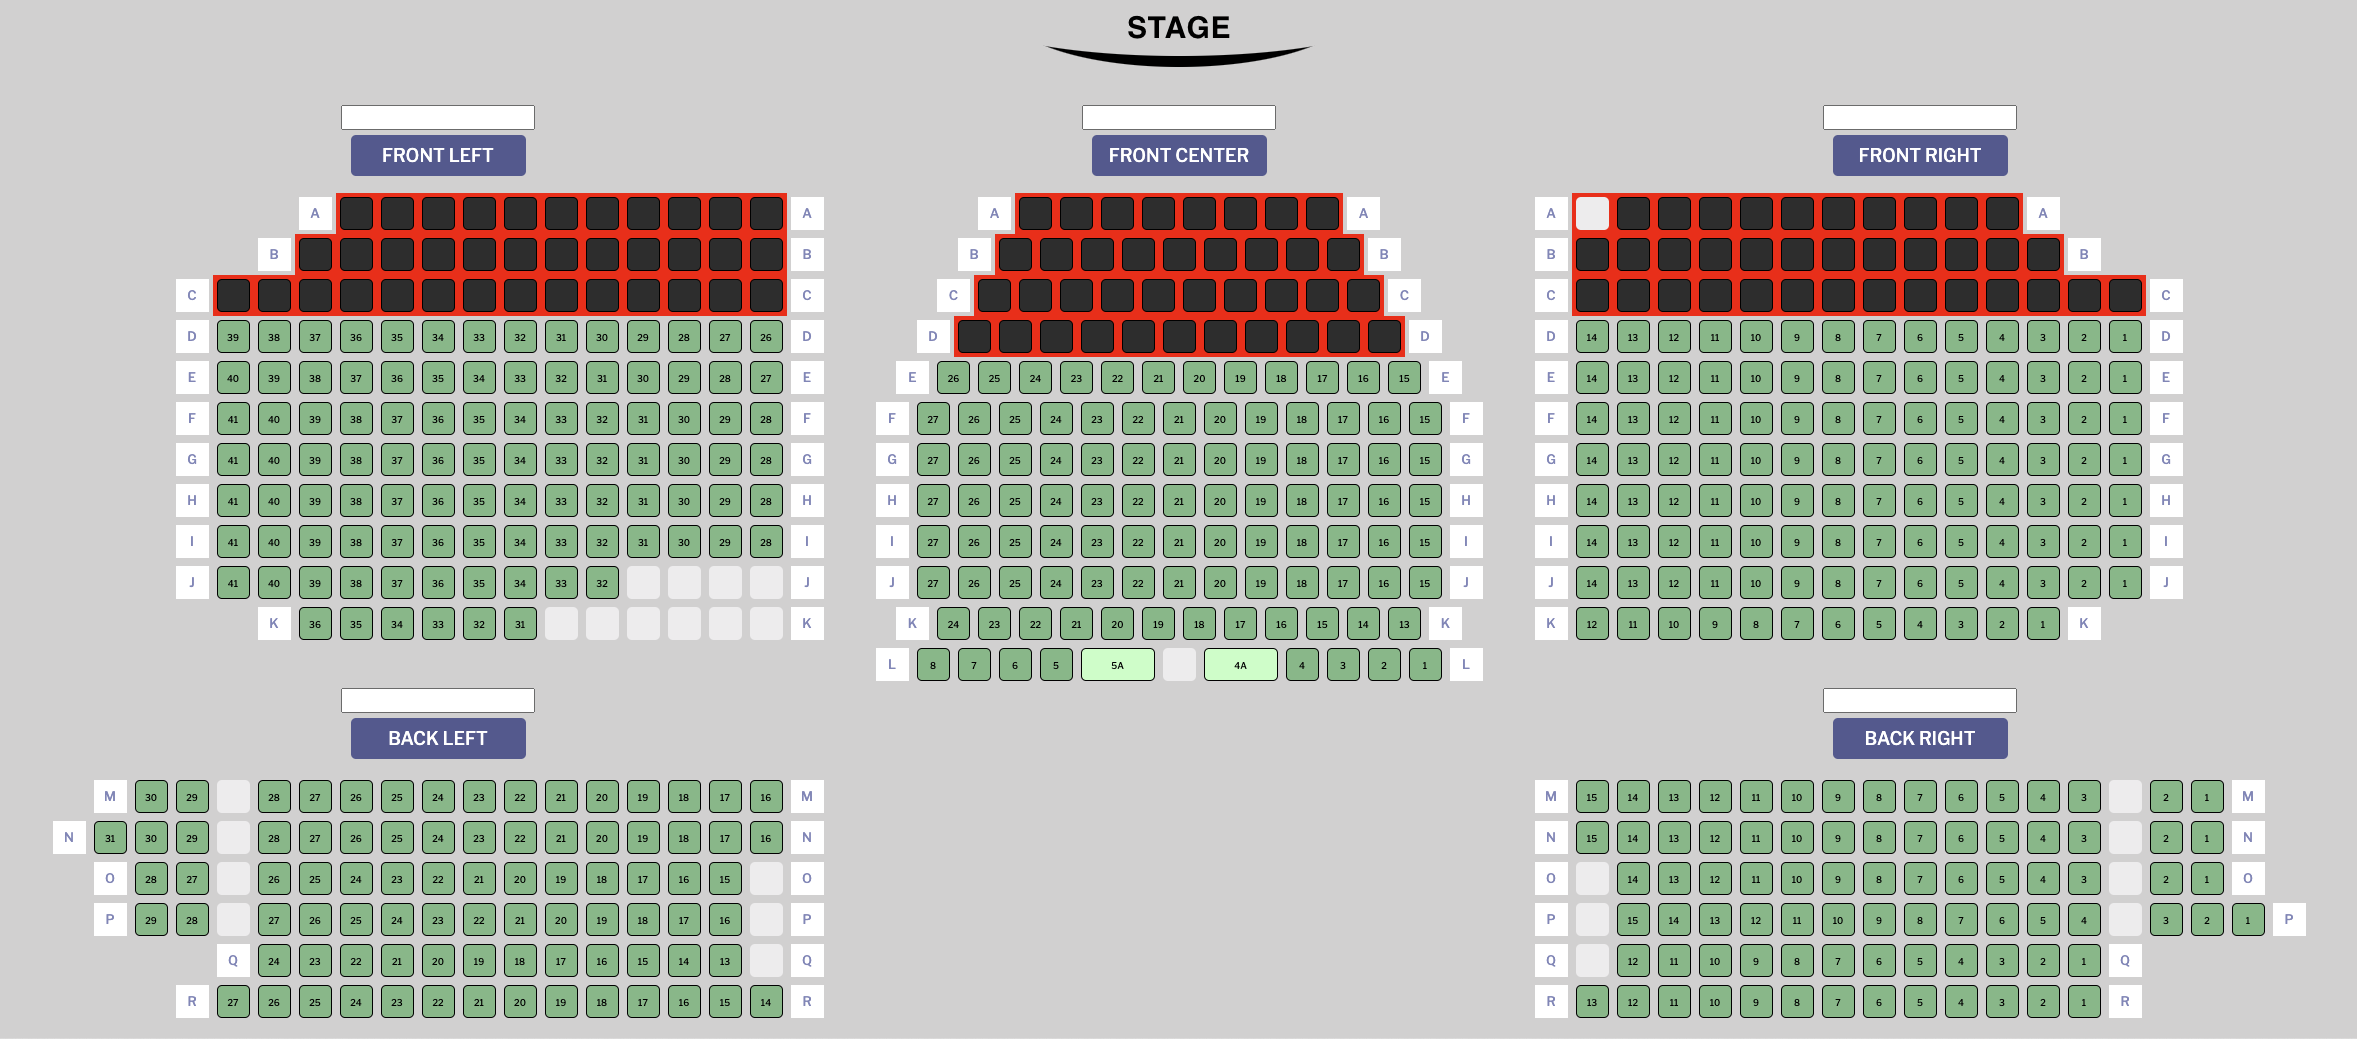 STAGE
FRONT LEFT FRONT CENTER FRONT RIGHT
A A A A A A
B B B B B B
C C C C C C
D 39 38 37 36 35 34 33 32 31 30 29 28 27 26 D D D D 14 13 12 11 10 9 8 7 6 5 4 3 2 1 D
E 40 39 38 37 36 35 34 33 32 31 30 29 28 27 E E 26 25 24 23 22 21 20 19 18 17 16 15 E E 14 13 12 11 10 9 8 7 6 5 4 3 2 1 E
F 41 40 39 38 37 36 35 34 33 32 31 30 29 28 F F 27 26 25 24 23 22 21 20 19 18 17 16 15 F F 14 13 12 11 10 9 8 7 6 5 4 3 2 1 F
G 41 40 39 38 37 36 35 34 33 32 31 30 29 28 G G 27 26 25 24 23 22 21 20 19 18 17 16 15 G G 14 13 12 11 10 9 8 7 6 5 4 3 2 1 G
H 41 40 39 38 37 36 35 34 33 32 31 30 29 28 H H 27 26 25 24 23 22 21 20 19 18 17 16 15 H H 14 13 12 11 10 9 8 7 6 5 4 3 2 1 H
I 41 40 39 38 37 36 35 34 33 32 31 30 29 28 I I 27 26 25 24 23 22 21 20 19 18 17 16 15 I I 14 13 12 11 10 9 8 7 6 5 4 3 2 1 I
J 41 40 39 38 37 36 35 34 33 32 J J 27 26 25 24 23 22 21 20 19 18 17 16 15 J J 14 13 12 11 10 9 8 7 6 5 4 3 2 1 J
K 36 35 34 33 32 31 K K 24 23 22 21 20 19 18 17 16 15 14 13 K K 12 11 10 9 8 7 6 5 4 3 2 1 K
L 8 7 6 5 5A 4A 4 3 2 1 L
BACK LEFT BACK RIGHT
M 30 29 28 27 26 25 24 23 22 21 20 19 18 17 16 M M 15 14 13 12 11 10 9 8 7 6 5 4 3 2 1 M
N 31 30 29 28 27 26 25 24 23 22 21 20 19 18 17 16 N N 15 14 13 12 11 10 9 8 7 6 5 4 3 2 1 N
O 28 27 26 25 24 23 22 21 20 19 18 17 16 15 O O 14 13 12 11 10 9 8 7 6 5 4 3 2 1 O
P 29 28 27 26 25 24 23 22 21 20 19 18 17 16 P P 15 14 13 12 11 10 9 8 7 6 5 4 3 2 1 P
Q 24 23 22 21 20 19 18 17 16 15 14 13 Q Q 12 11 10 9 8 7 6 5 4 3 2 1 Q
R 27 26 25 24 23 22 21 20 19 18 17 16 15 14 R R 13 12 11 10 9 8 7 6 5 4 3 2 1 R